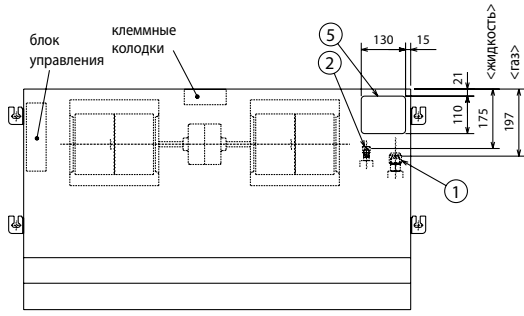 блок
управления
клеммные
колодки
5
2
130
15
21
110
175
<жидкость>
197
<газ>
1